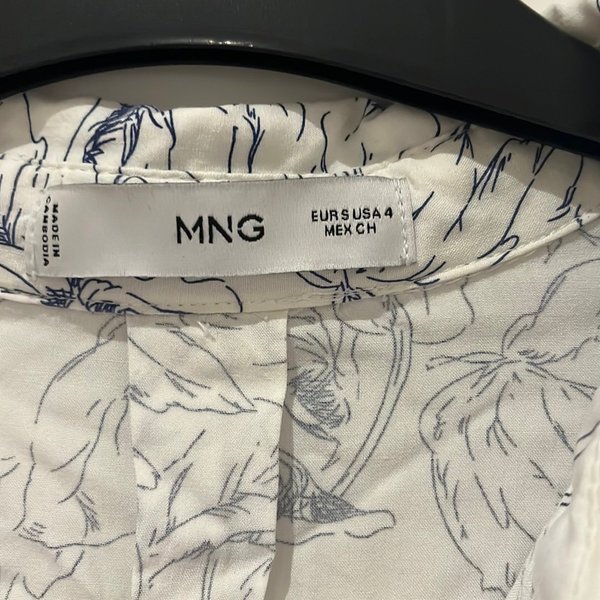 MADE IN
CAMBODIA
MNG
EUR S USA 4
MEX CH